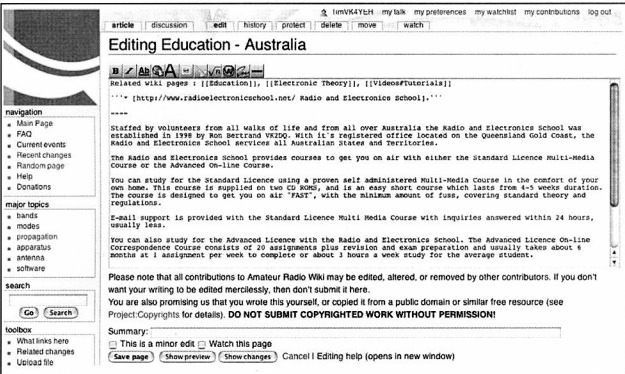 TimVK4YEH my talk my preferences my watchlist my contributions log out
article discussion edit history protect delete move watch
Editing Education - Australia
Related wiki pages : [[Education]], [[Electronic Theory]], [[Videos#Tutorials]]
'''* [http://www.radioelectronicschool.net/ Radio and Electronics School].'''
----
Staffed by volunteers from all walks of life and from all over Australia the Radio and Electronics School was
established in 1998 by Ron Bertrand VK2DQ. With it's registered office located on the Queensland Gold Coast, the
Radio and Electronics School services all Australian States and Territories.
The Radio and Electronics School provides courses to get you on air with either the Standard Licence Multi-Media
Course or the Advanced On-line Course.
You can study for the Standard Licence using a proven self administered Multi-Media Course in the comfort of your
own home. This course is supplied on two CD ROMS, and is an easy short course which lasts from 4-5 weeks duration.
The course is designed to get you on air "FAST", with the minimum amount of fuss, covering standard theory and
regulations.
E-mail support is provided with the Standard Licence Multi Media Course with inquiries answered within 24 hours,
usually less.
You can also study for the Advanced Licence with the Radio and Electronics School. The Advanced Licence On-line
Correspondence Course consists of 20 assignments plus revision and exam preparation and usually takes about 6
months at 1 assignment per week to complete or about 3 hours a week study for the average student.
navigation
Main Page
FAQ
Current events
Recent changes
Random page
Help
Donations
major topics
bands
modes
propagation
apparatus
antenna
software
search
Go Search
toolbox
What links here
Related changes
Upload file
Please note that all contributions to Amateur Radio Wiki may be edited, altered, or removed by other contributors. If you don't
want your writing to be edited mercilessly, then don't submit it here.
You are also promising us that you wrote this yourself, or copied it from a public domain or similar free resource (see
Project:Copyrights for details). DO NOT SUBMIT COPYRIGHTED WORK WITHOUT PERMISSION!
Summary:
This is a minor edit Watch this page
Save page Show preview Show changes Cancel | Editing help (opens in new window)